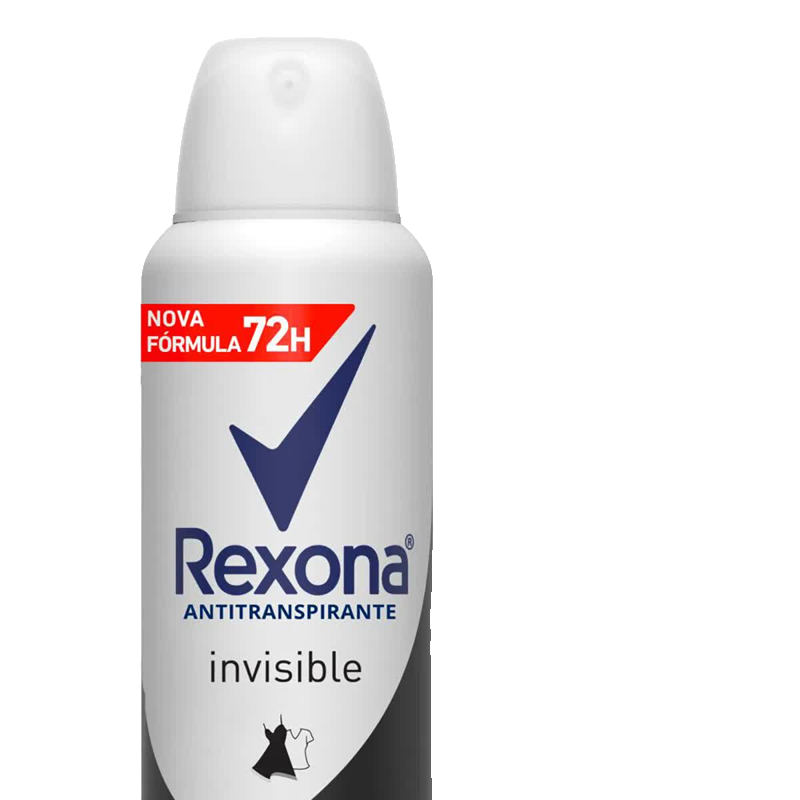 NOVA
FÓRMULA 72H
Rexona®
ANTITRANSPIRANTE
invisible